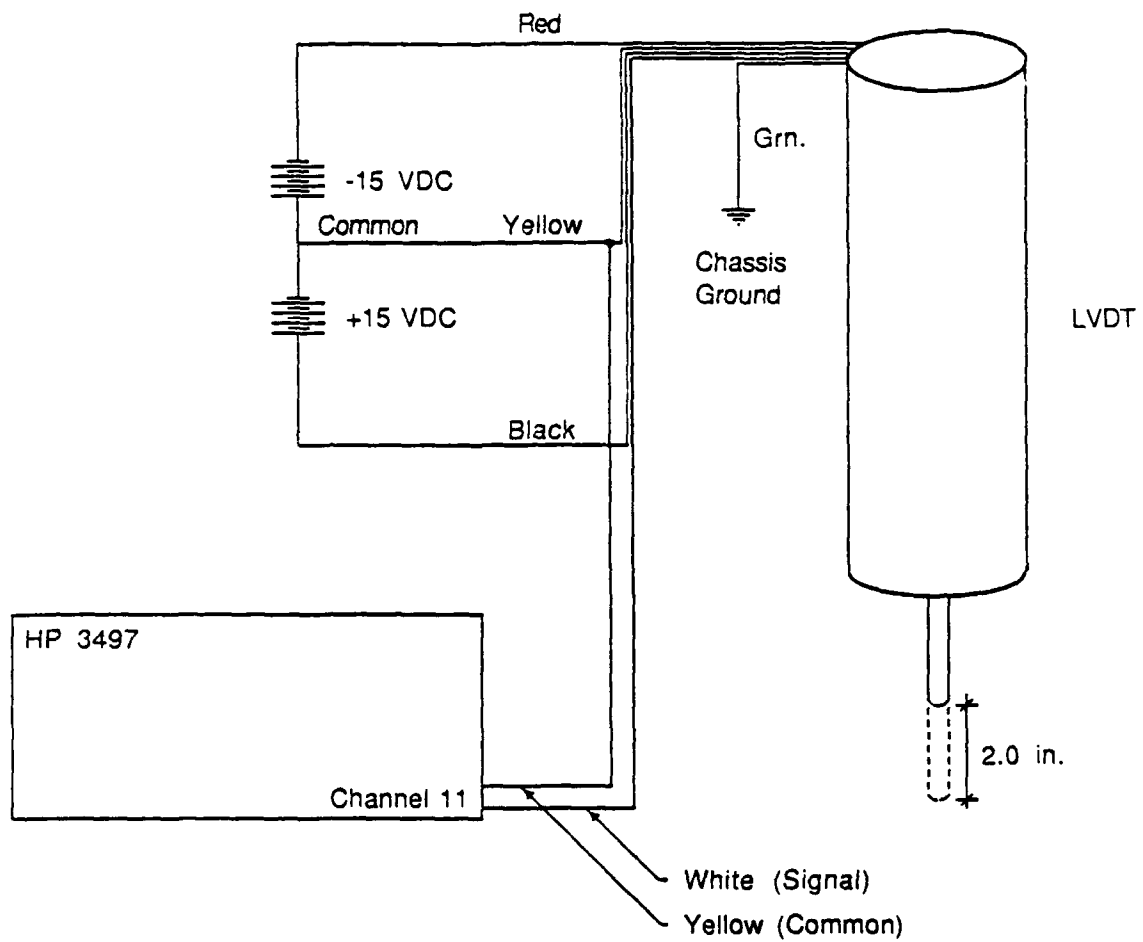 Red
-15 VDC
Grn.
Common
Yellow
Chassis
Ground
+15 VDC
LVDT
Black
HP 3497
2.0 in.
Channel 11
White (Signal)
Yellow (Common)